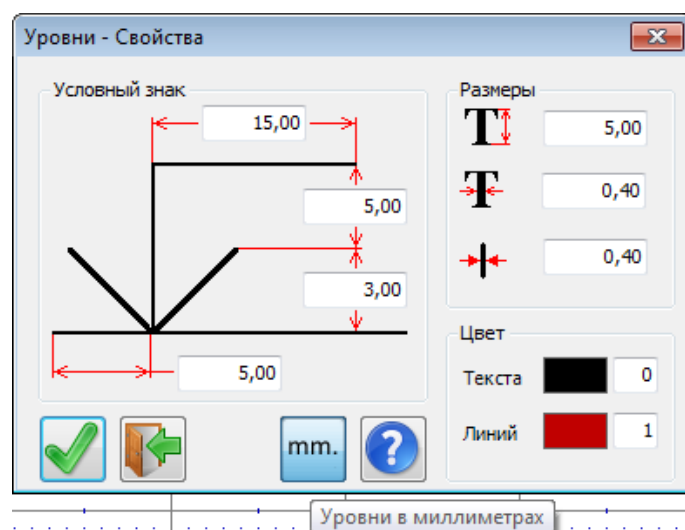 Уровни - Свойства
Условный знак
15,00
5,00
3,00
5,00
Размеры
T 5,00
T 0,40
0,40
Цвет
Текста 0
Линий 1
mm. ?
Уровни в миллиметрах